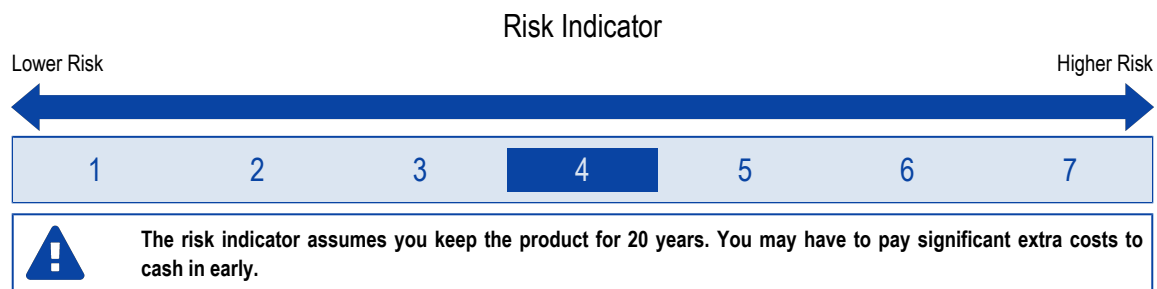 Risk Indicator
Lower Risk Higher Risk
1 2 3 4 5 6 7
The risk indicator assumes you keep the product for 20 years. You may have to pay significant extra costs to
cash in early.